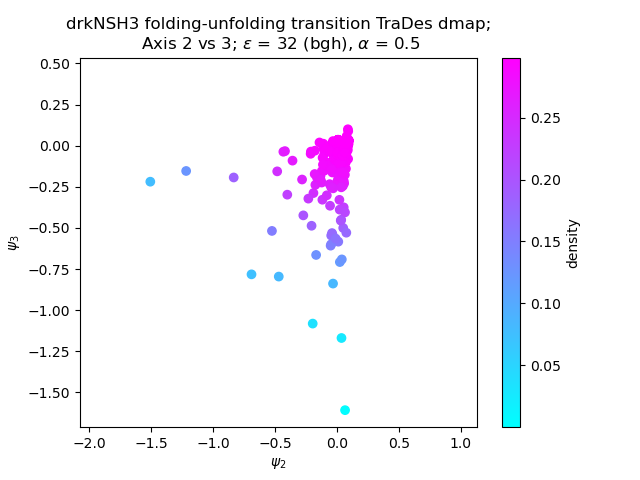 drkNSH3 folding-unfolding transition TraDes dmap;
Axis 2 vs 3; ε = 32 (bgh), α = 0.5
0.50
0.25
0.00
−0.25
−0.50
−0.75
−1.00
−1.25
−1.50
ψ3
−2.0 −1.5 −1.0 −0.5 0.0 0.5 1.0
ψ2
0.25
0.20
0.15
0.10
0.05
density